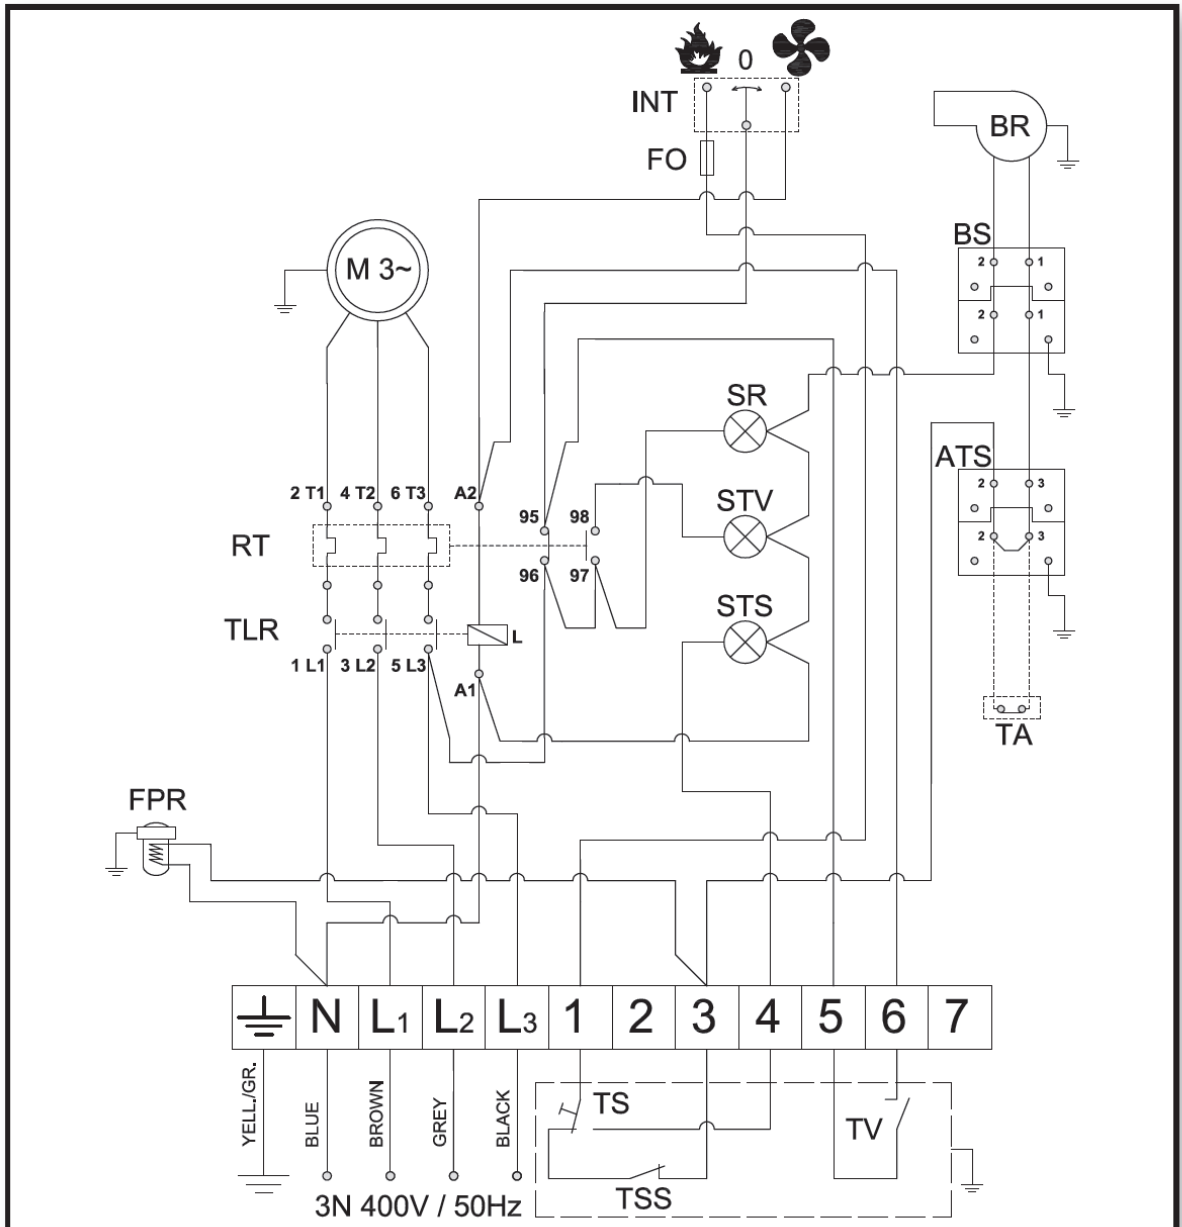 0
INT
FO
BR
BS
2 1
2 1
M 3~
SR
ATS
2 3
2 3
2 T1 4 T2 6 T3 A2
STV
95 98
RT
96 97
STS
TLR
L
1 L1 3 L2 5 L3
A1
TA
FPR
N L1 L2 L3 1 2 3 4 5 6 7
YELL./GR.
BLUE
BROWN
GREY
BLACK
TS
TV
TSS
3N 400V / 50Hz